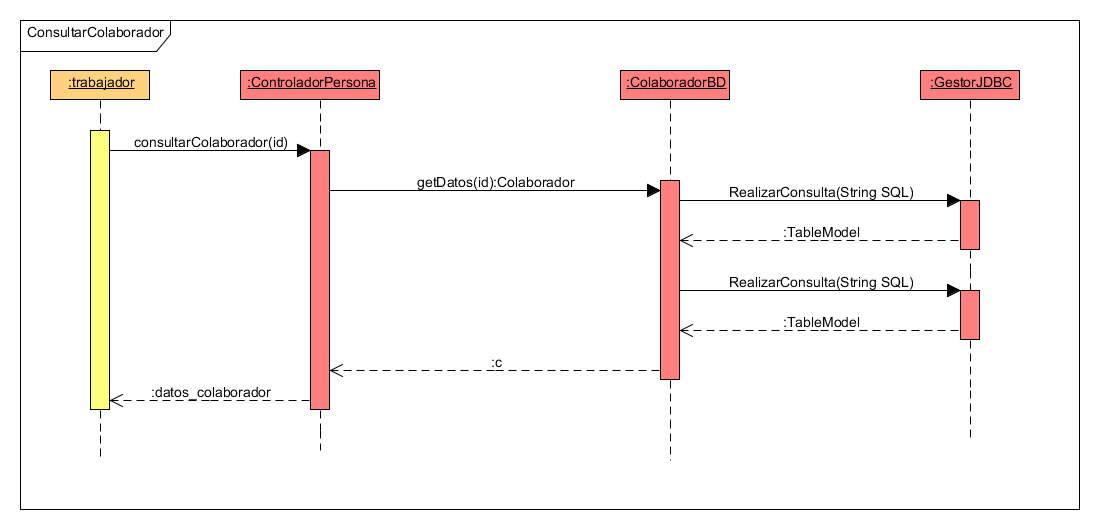 ConsultarColaborador
:trabajador
:ControladorPersona
:ColaboradorBD
:GestorJDBC
consultarColaborador(id)
getDatos(id):Colaborador
RealizarConsulta(String SQL)
:TableModel
RealizarConsulta(String SQL)
:TableModel
:c
:datos_colaborador